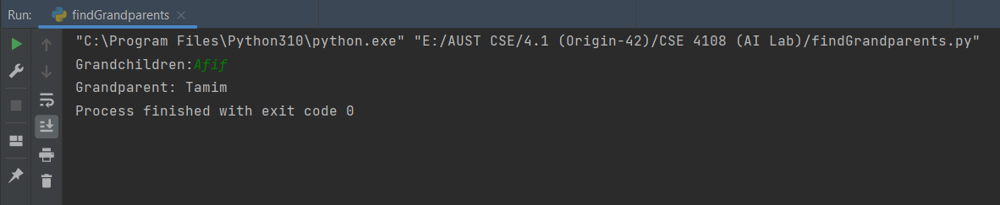 Run: findGrandparents
"C:\Program Files\Python310\python.exe" "E:/AUST CSE/4.1 (Origin-42)/CSE 4108 (AI Lab)/findGrandparents.py"
Grandchildren:Afif
Grandparent: Tamim
Process finished with exit code 0